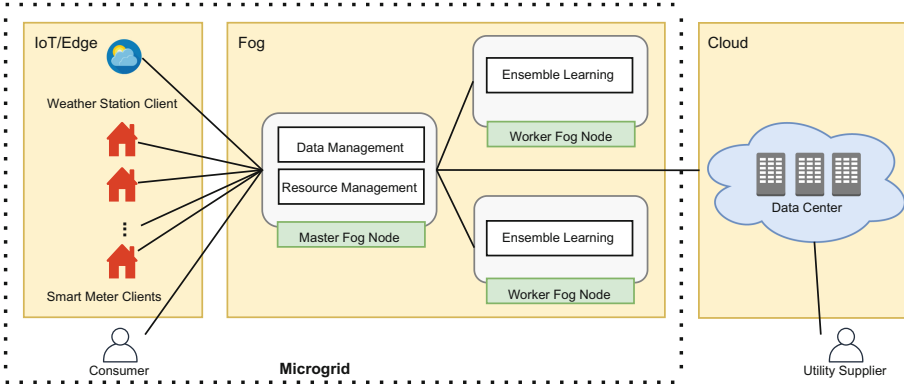 IoT/Edge
Weather Station Client
...
Smart Meter Clients
Consumer
Fog
Data Management
Resource Management
Master Fog Node
Ensemble Learning
Worker Fog Node
Ensemble Learning
Worker Fog Node
Microgrid
Cloud
Data Center
Utility Supplier